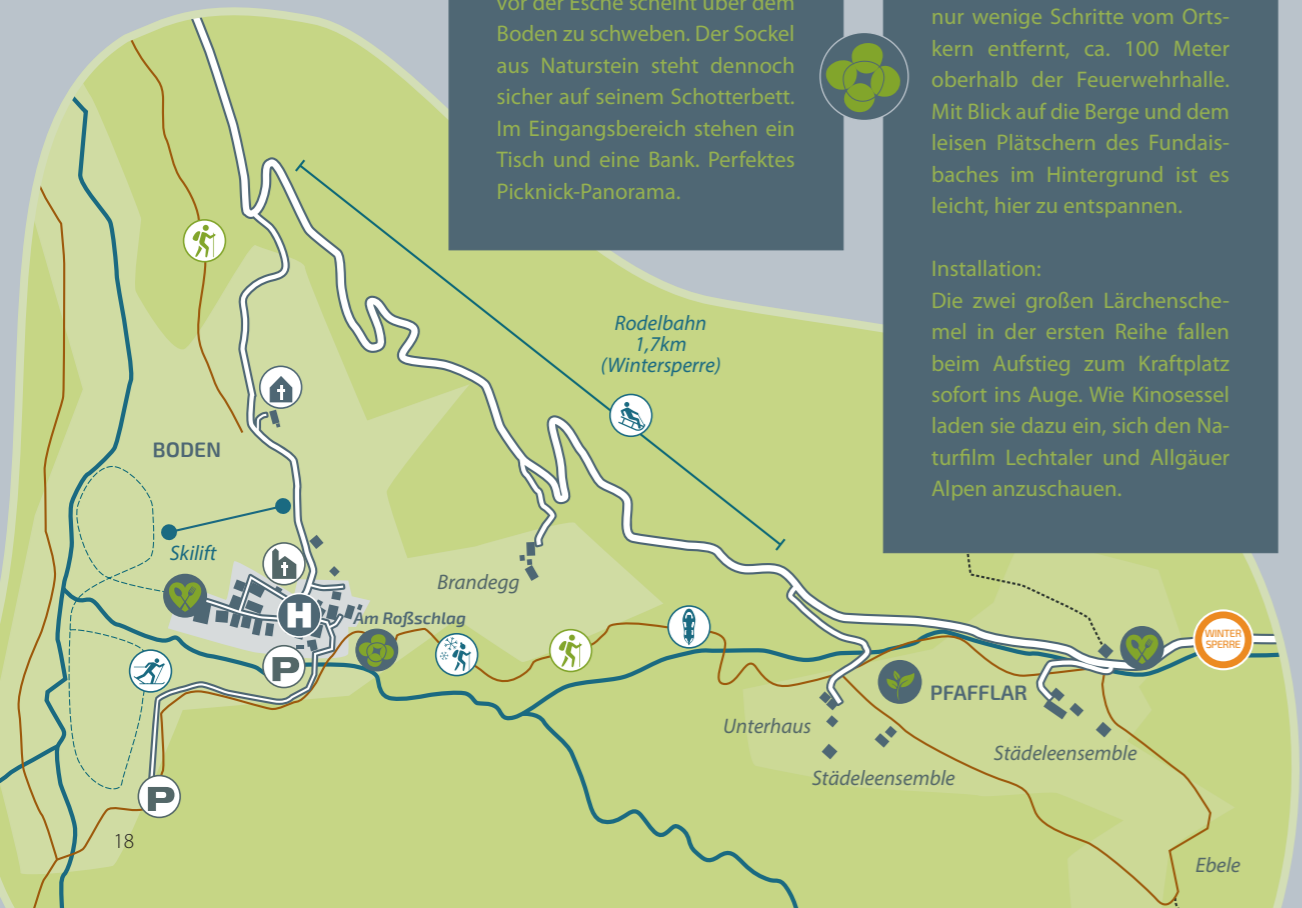 vor der Esche scheint über dem
Boden zu schweben. Der Sockel
aus Naturstein steht dennoch
sicher auf seinem Schotterbett.
Im Eingangsbereich stehen ein
Tisch und eine Bank. Perfektes
Picknick-Panorama.
nur wenige Schritte vom Orts-
kern entfernt, ca. 100 Meter
oberhalb der Feuerwehrhalle.
Mit Blick auf die Berge und dem
leisen Plätschern des Fundais-
baches im Hintergrund ist es
leicht, hier zu entspannen.
Installation:
Die zwei großen Lärchensche-
mel in der ersten Reihe fallen
beim Aufstieg zum Kraftplatz
sofort ins Auge. Wie Kinosessel
laden sie dazu ein, sich den Na-
turfilm Lechtaler und Allgäuer
Alpen anzuschauen.
Rodelbahn
1,7km
(Wintersperre)
BODEN
Skilift
Brandegg
H
Am Roßschlag
P
WINTER
SPERRE
PFAFFLAR
Unterhaus
Städeleensemble
Städeleensemble
P
18
Ebele